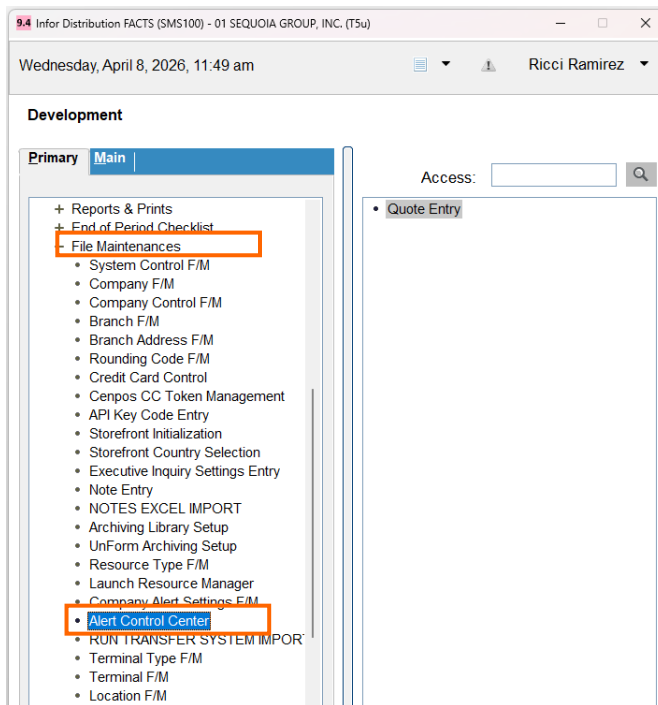 9.4 Infor Distribution FACTS (SMS100) - 01 SEQUOIA GROUP, INC. (T5u)
Wednesday, April 8, 2026, 11:49 am
Ricci Ramirez
Development
Primary
Main
Access:
Reports & Prints
End of Period Checklist
File Maintenances
System Control F/M
Company F/M
Company Control F/M
Branch F/M
Branch Address F/M
Rounding Code F/M
Credit Card Control
Cenpos CC Token Management
API Key Code Entry
Storefront Initialization
Storefront Country Selection
Executive Inquiry Settings Entry
Note Entry
NOTES EXCEL IMPORT
Archiving Library Setup
UnForm Archiving Setup
Resource Type F/M
Launch Resource Manager
Company Alert Settings F/M
Alert Control Center
RUN TRANSFER SYSTEM IMPOR
Terminal Type F/M
Terminal F/M
Location F/M
Quote Entry